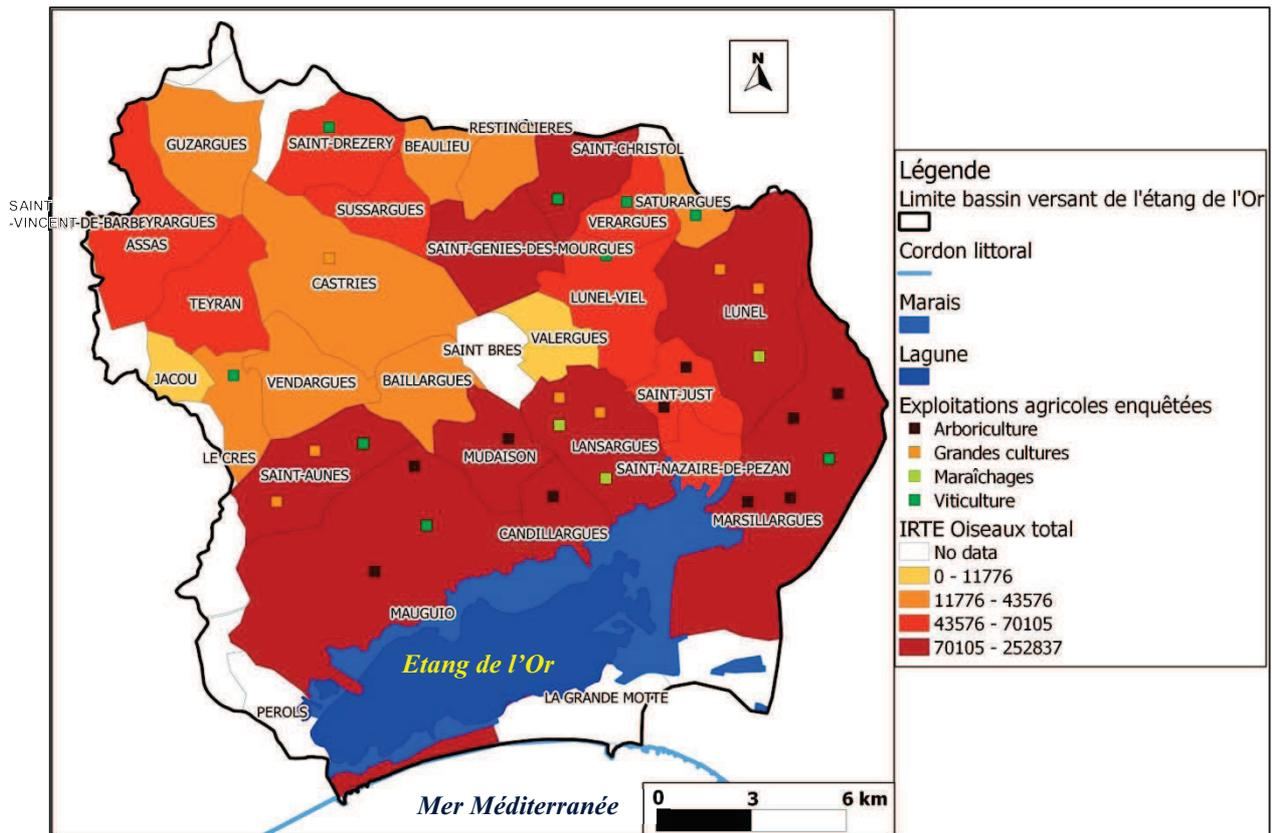 N
RESTINCLIERES
GUZARGUES
SAINT-DREZERY
BEAULIEU
SAINT-CHRISTOL
SAINT
-VINCENT-DE-BARBEYRARGUES
SUSSARGUES
SATURARGUES
VERARGUES
ASSAS
SAINT-GENIES-DES-MOURGUES
CASTRIES
TEYRAN
LUNEL-VIEL
LUNEL
VALERGUES
SAINT BRES
JACOU
VENDARGUES
BAILLARGUES
SAINT-JUST
LE CRES
SAINT-AUNES
MUDAISON
LANSARGUES
SAINT-NAZAIRE-DE-PEZAN
CANDILLARGUES
MARSILLARGUES
MAUGUIO
Etang de l'Or
LA GRANDE MOTTE
PEROLS
Mer Méditerranée
0 3 6 km
Légende
Limite bassin versant de l'étang de l'Or
Cordon littoral
Marais
Lagune
Exploitations agricoles enquêtées
Arboriculture
Grandes cultures
Maraîchages
Viticulture
IRTE Oiseaux total
No data
0 - 11776
11776 - 43576
43576 - 70105
70105 - 252837